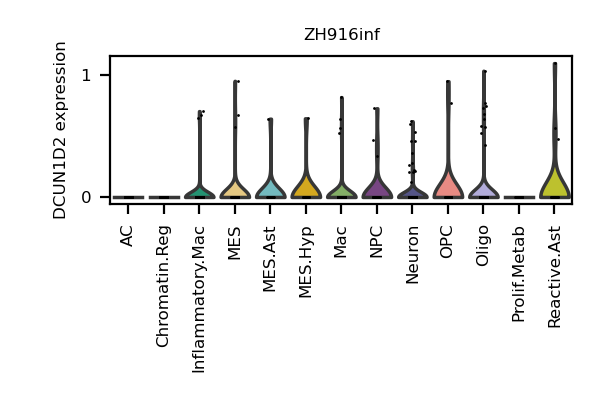 ZH916inf
DCUN1D2 expression
1
0
AC
Chromatin.Reg
Inflammatory.Mac
MES
MES.Ast
MES.Hyp
Mac
NPC
Neuron
OPC
Oligo
Prolif.Metab
Reactive.Ast